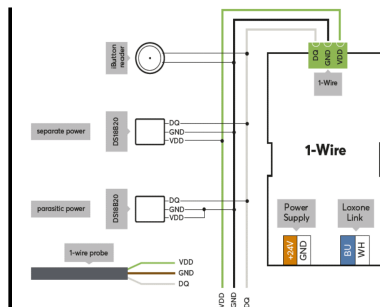 iButton
reader
DQ
GND
VDD
1-Wire
separate power
DS18B20
DQ
GND
VDD
1-Wire
parasitic power
DS18B20
DQ
GND
VDD
Power
Supply
Loxone
Link
+24V
GND
BU
WH
1-wire probe
VDD
GND
DQ
VDD
GND
DQ